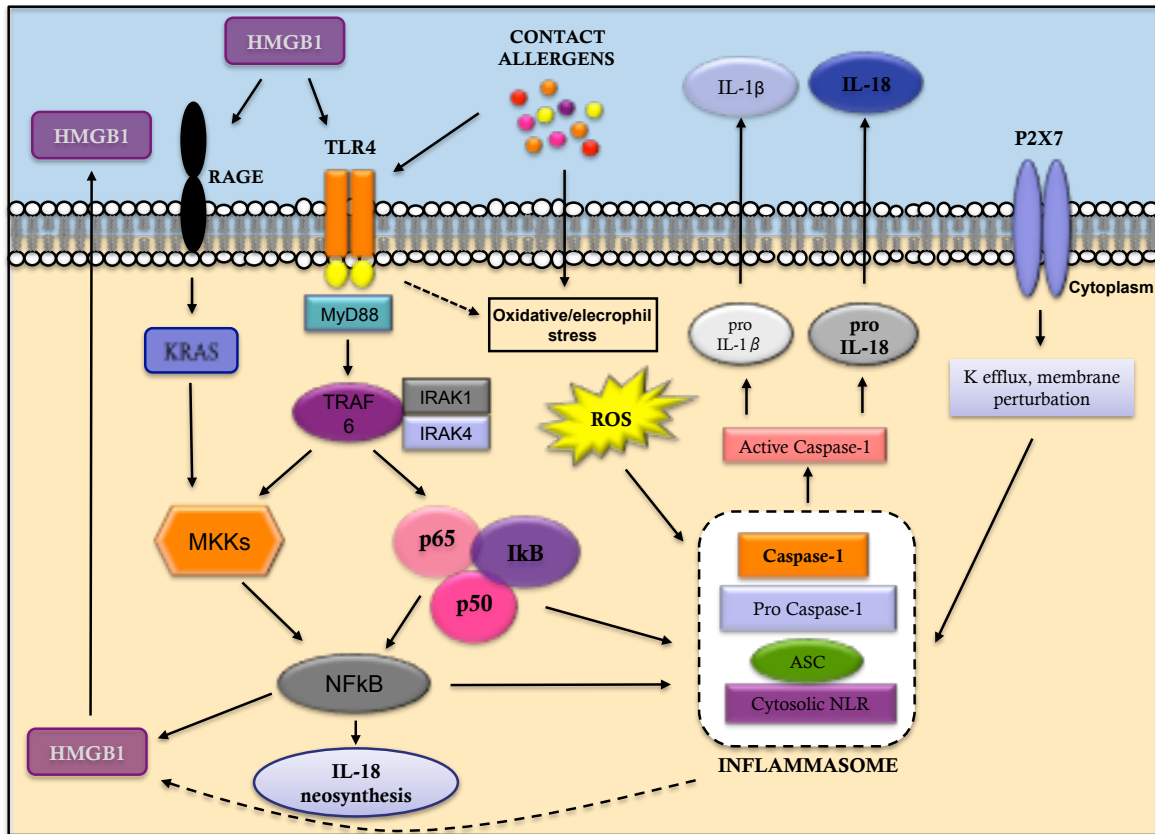 HMGB1
CONTACT
ALLERGENS
IL-1β
IL-18
HMGB1
TLR4
P2X7
RAGE
Cytoplasm
MyD88
Oxidative/elecrophil
stress
pro
IL-1β
pro
IL-18
KRAS
K efflux, membrane
perturbation
TRAF
6
IRAK1
IRAK4
ROS
Active Caspase-1
MKKs
p65
IkB
p50
Caspase-1
Pro Caspase-1
ASC
Cytosolic NLR
NFkB
HMGB1
IL-18
neosynthesis
INFLAMMASOME